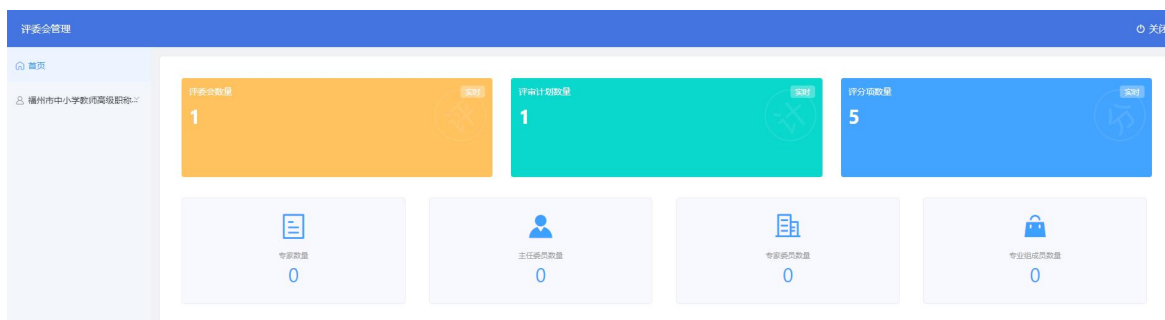 评委会管理
关闭
首页
福州市中小学教师高级职称...
评委会数量
实时
1
评审计划数量
实时
1
计
评分项数量
实时
5
专家数量
0
主任委员数量
0
专家委员数量
0
专业组成员数量
0